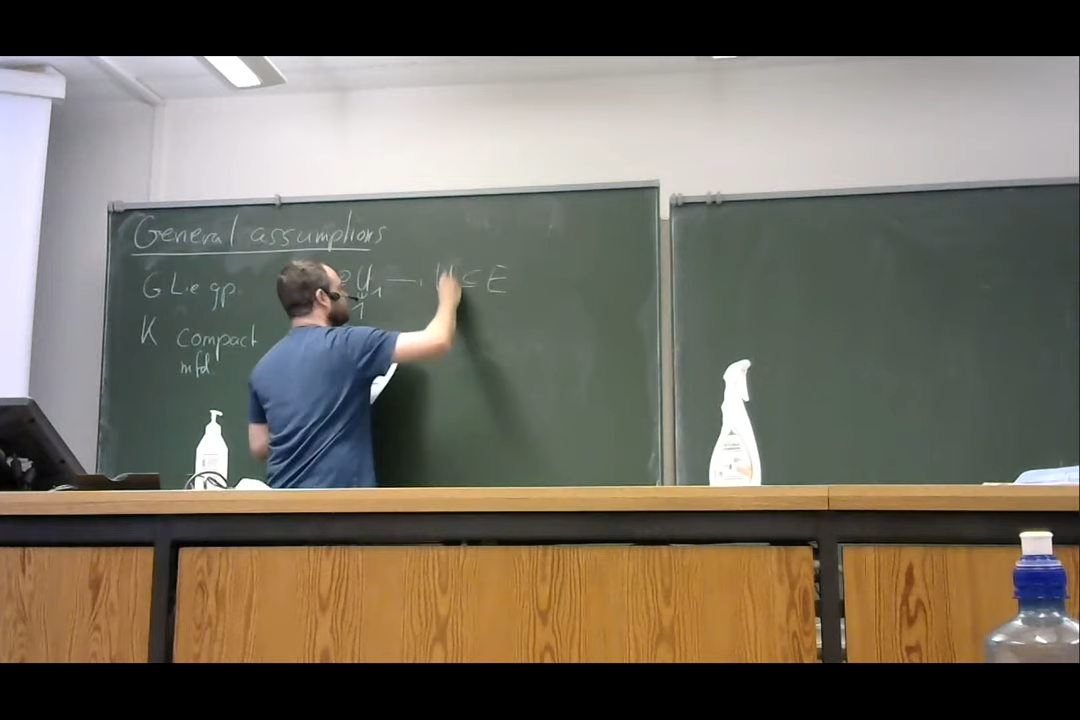 General assumptions
G Lie gp.
K compact
mfd.
⊆ E